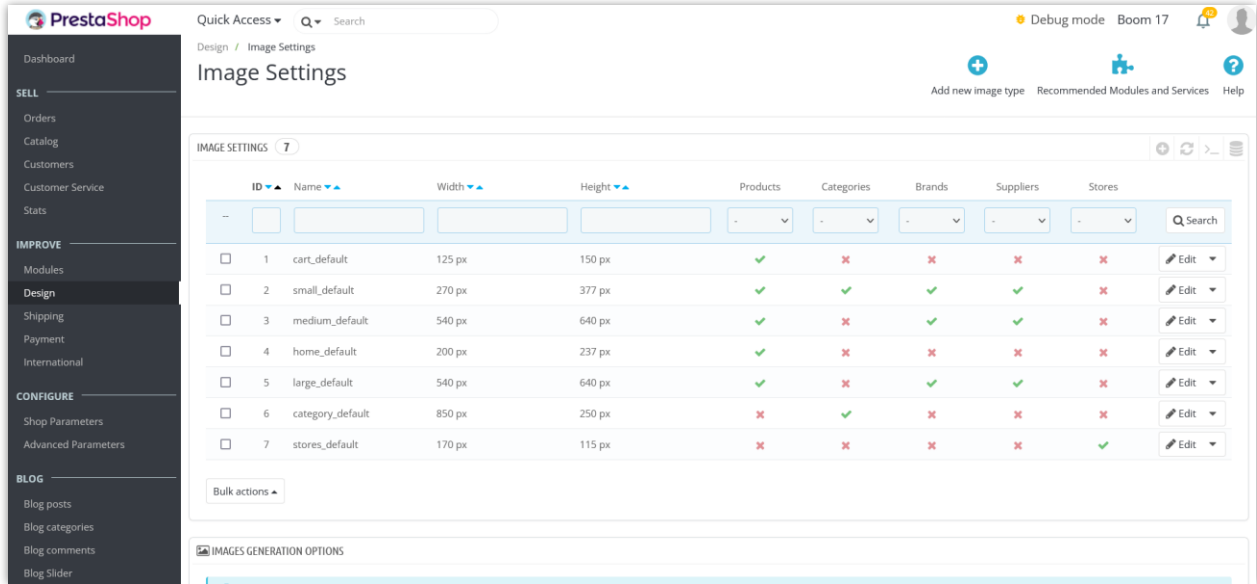 PrestaShop
Quick Access
Search
Debug mode
Boom 17
42
Design / Image Settings
Image Settings
Add new image type
Recommended Modules and Services
Help
Dashboard
SELL
Orders
Catalog
Customers
Customer Service
Stats
IMPROVE
Modules
Design
Shipping
Payment
International
CONFIGURE
Shop Parameters
Advanced Parameters
BLOG
Blog posts
Blog categories
Blog comments
Blog Slider
IMAGE SETTINGS 7
ID Name Width Height Products Categories Brands Suppliers Stores
-- - - - - - Search
1 cart_default 125 px 150 px Edit
2 small_default 270 px 377 px Edit
3 medium_default 540 px 640 px Edit
4 home_default 200 px 237 px Edit
5 large_default 540 px 640 px Edit
6 category_default 850 px 250 px Edit
7 stores_default 170 px 115 px Edit
Bulk actions
IMAGES GENERATION OPTIONS